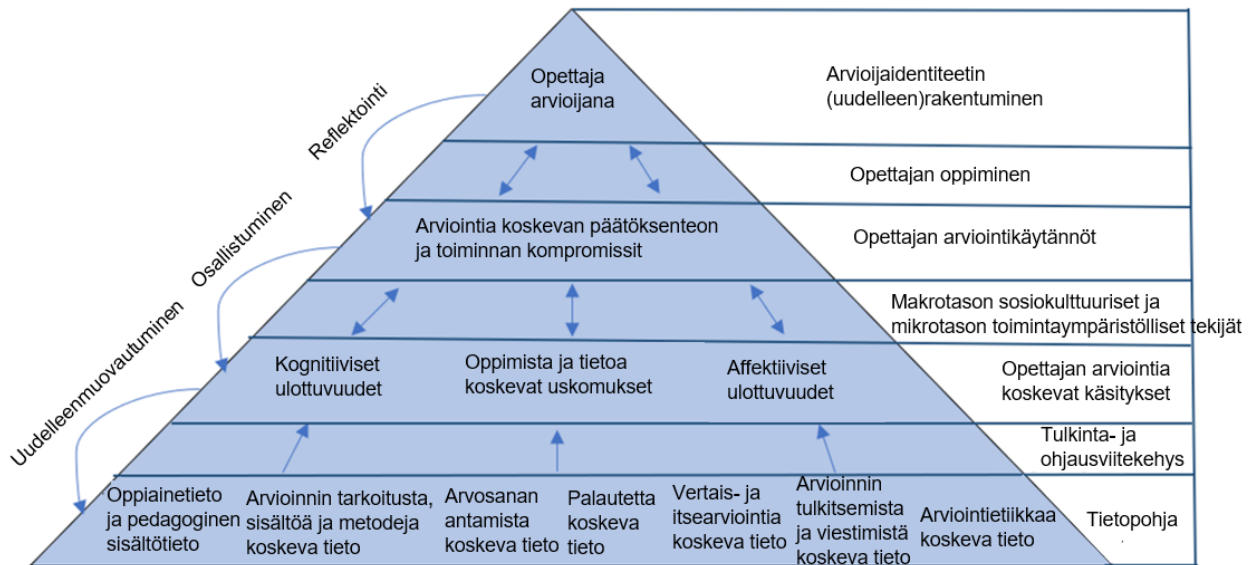 Opettaja
arvioijana
Arvioijaidentiteetin
(uudelleen)rakentuminen
Reflektointi
Opettajan oppiminen
Arviointia koskevan päätöksenteon
ja toiminnan kompromissit
Opettajan arviointikäytännöt
Osallistuminen
Makrotason sosiokulttuuriset ja
mikrotason toimintaympäristölliset tekijät
Kognitiiviset
ulottuvuudet
Oppimista ja tietoa
koskevat uskomukset
Affektiiviset
ulottuvuudet
Opettajan arviointia
koskevat käsitykset
Uudelleenmuovautuminen
Tulkinta- ja
ohjausviitekehys
Oppiainetieto
ja pedagoginen
sisältötieto
Arvioinnin tarkoitusta,
sisältöä ja metodeja
koskeva tieto
Arvosanan
antamista
koskeva tieto
Palautetta
koskeva
tieto
Vertais- ja
itsearviointia
koskeva tieto
Arvioinnin
tulkitsemista
ja viestimistä
koskeva tieto
Arviointietiikkaa
koskeva tieto
Tietopohja